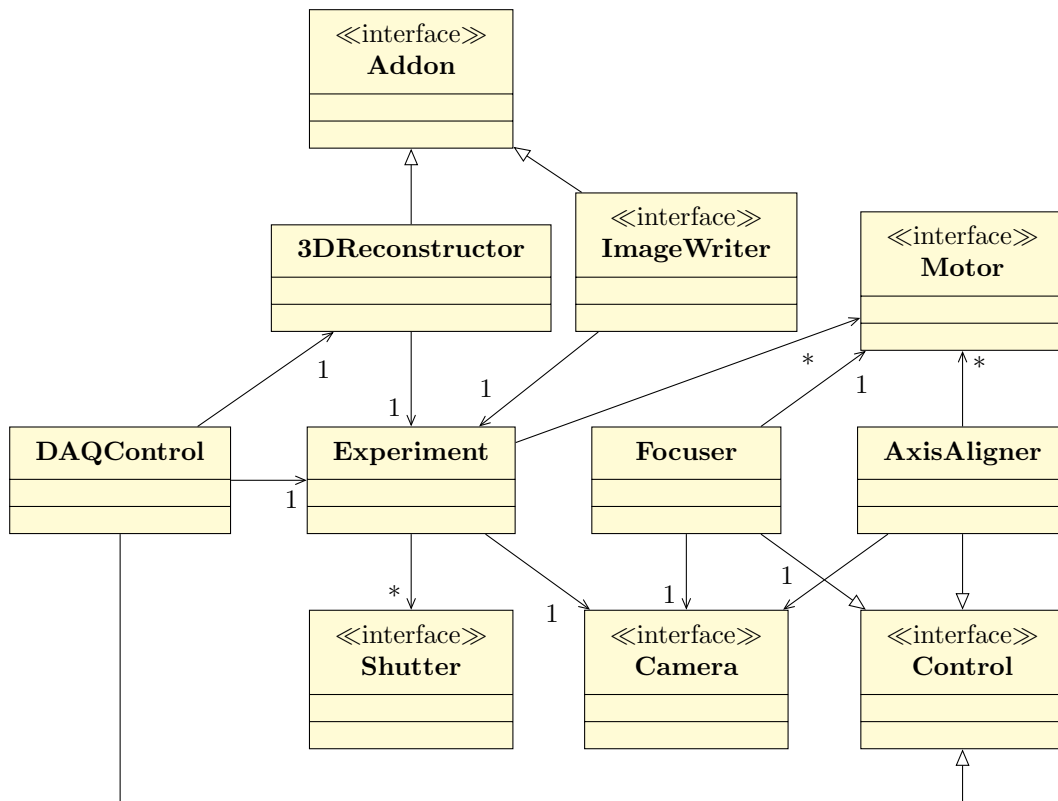 ≪interface≫
Addon
≪interface≫
ImageWriter
≪interface≫
Motor
3DReconstructor
1
1
1
*
1
*
DAQControl
Experiment
Focuser
AxisAligner
1
*
1
1
1
≪interface≫
Shutter
≪interface≫
Camera
≪interface≫
Control